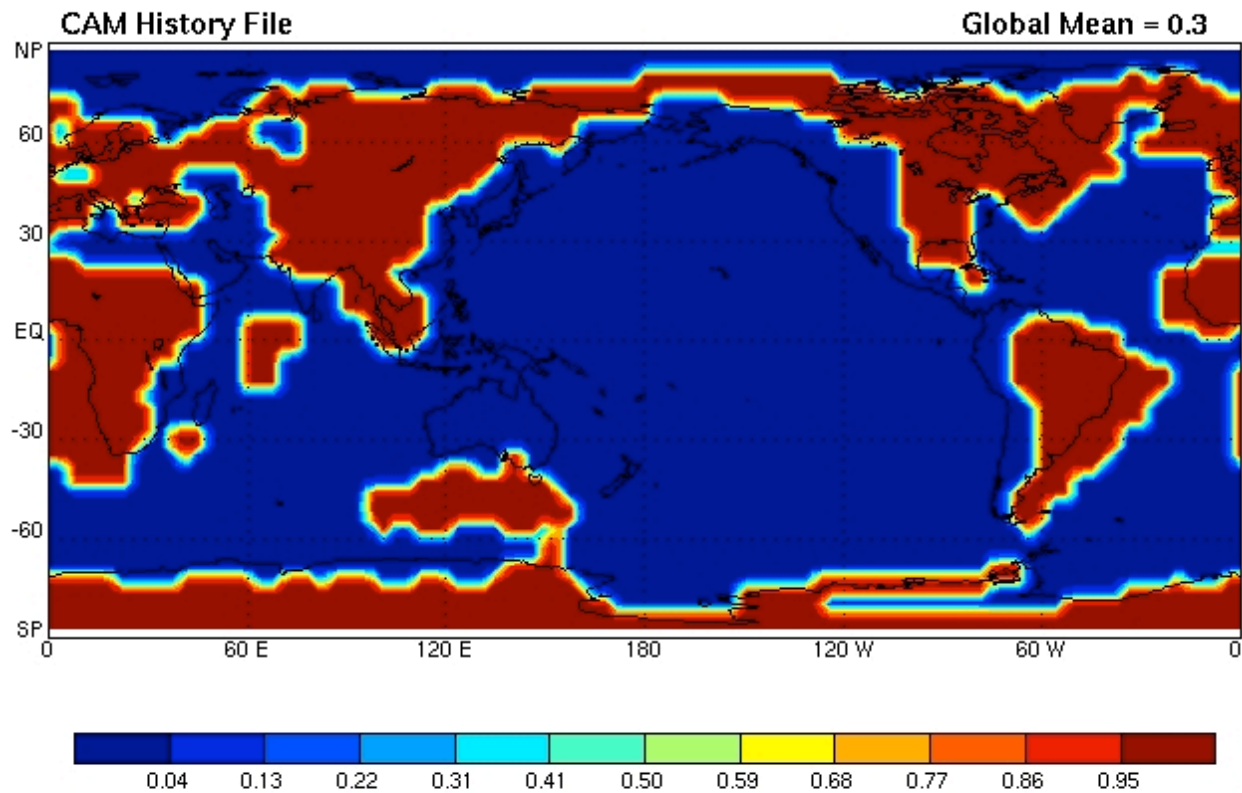 CAM History File Global Mean = 0.3
NP
60
30
EQ
-30
-60
SP
0 60 E 120 E 180 120 W 60 W 0
0.04 0.13 0.22 0.31 0.41 0.50 0.59 0.68 0.77 0.86 0.95